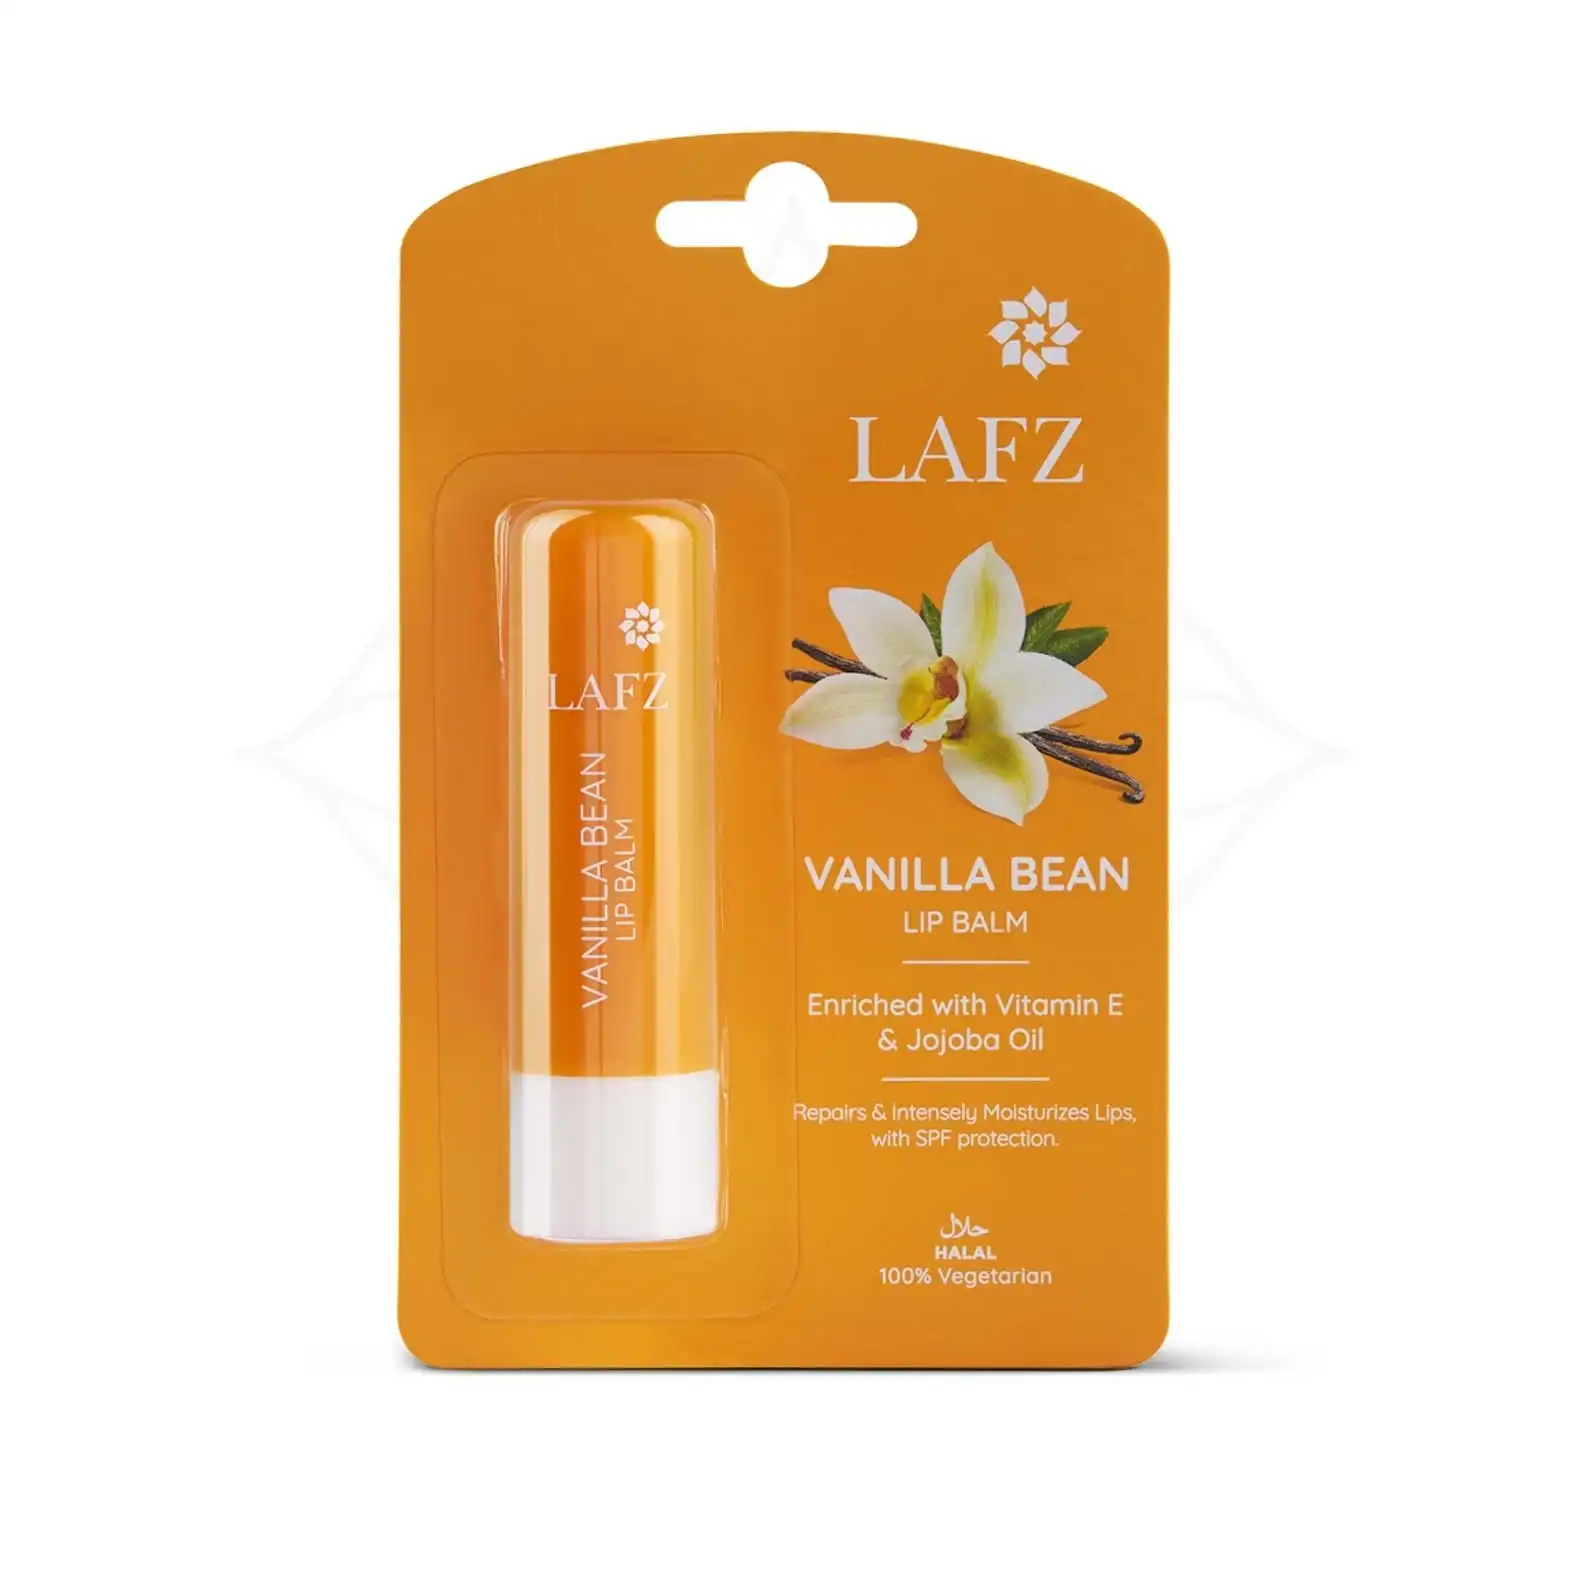 LAFZ
LAFZ
VANILLA BEAN
LIP BALM
VANILLA BEAN
LIP BALM
Enriched with Vitamin E
& Jojoba Oil
Repairs & Intensely Moisturizes Lips,
with SPF protection.
حلال
HALAL
100% Vegetarian